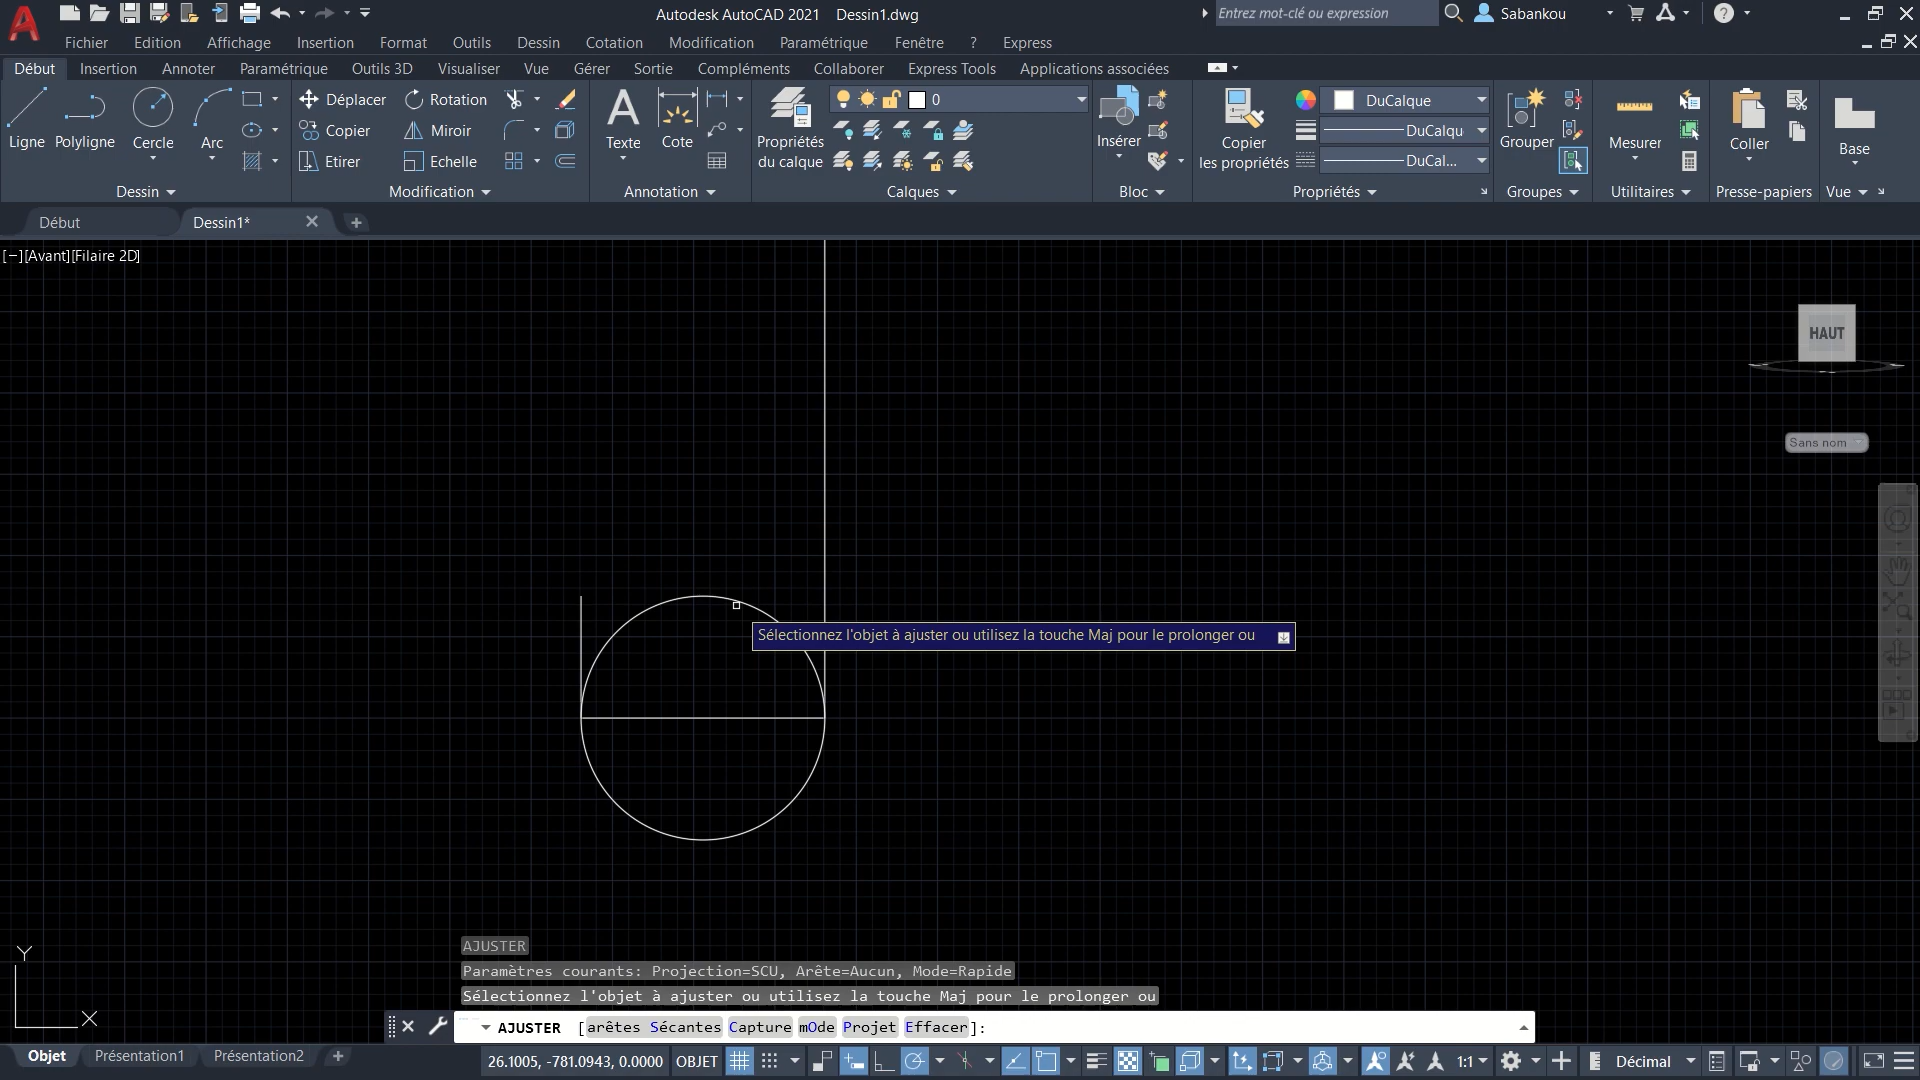 Autodesk AutoCAD 2021 Dessin1.dwg
Entrez mot-clé ou expression
Sabankou
Fichier Edition Affichage Insertion Format Outils Dessin Cotation Modification Paramétrique Fenêtre ? Express
Début Insertion Annoter Paramétrique Outils 3D Visualiser Vue Gérer Sortie Compléments Collaborer Express Tools Applications associées
Ligne Polyligne Cercle Arc
Dessin
Déplacer Rotation
Copier Miroir
Etirer Echelle
Modification
Texte Cote
Annotation
Propriétés
du calque
0
Calques
Insérer
Bloc
Copier
les propriétés
DuCalque
DuCalqu
DuCal...
Propriétés
Grouper
Groupes
Mesurer
Utilitaires
Coller
Presse-papiers
Base
Vue
Début Dessin1*
[−][Avant][Filaire 2D]
HAUT
Sans nom
Sélectionnez l'objet à ajuster ou utilisez la touche Maj pour le prolonger ou
Y
X
AJUSTER
Paramètres courants: Projection=SCU, Arête=Aucun, Mode=Rapide
Sélectionnez l'objet à ajuster ou utilisez la touche Maj pour le prolonger ou
AJUSTER [arêtes Sécantes Capture mOde Projet Effacer]:
Objet Présentation1 Présentation2 +
26.1005, -781.0943, 0.0000 OBJET
1:1
Décimal